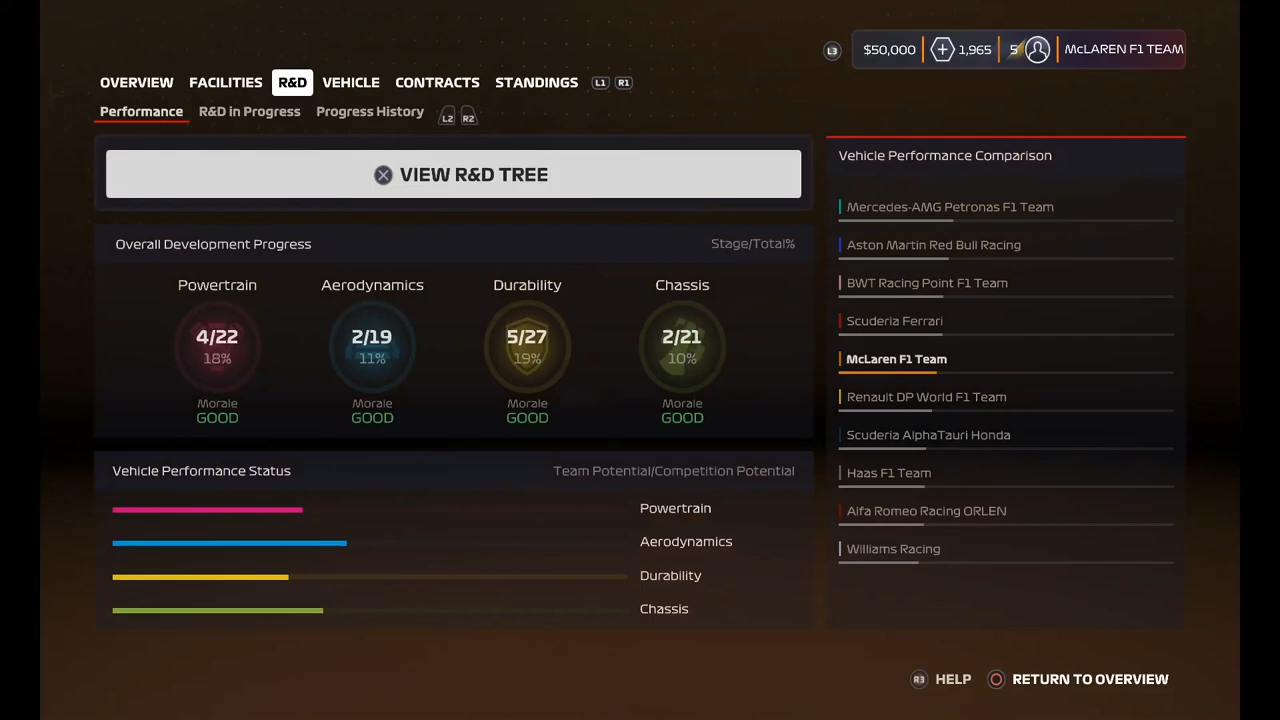 L3 $50,000 1,965 5 McLAREN F1 TEAM
OVERVIEW FACILITIES R&D VEHICLE CONTRACTS STANDINGS L1 R1
Performance R&D in Progress Progress History L2 R2
VIEW R&D TREE
Overall Development Progress Stage/Total%
Powertrain Aerodynamics Durability Chassis
4/22 2/19 5/27 2/21
18% 11% 19% 10%
Morale Morale Morale Morale
GOOD GOOD GOOD GOOD
Vehicle Performance Status Team Potential/Competition Potential
Powertrain
Aerodynamics
Durability
Chassis
Vehicle Performance Comparison
Mercedes-AMG Petronas F1 Team
Aston Martin Red Bull Racing
BWT Racing Point F1 Team
Scuderia Ferrari
McLaren F1 Team
Renault DP World F1 Team
Scuderia AlphaTauri Honda
Haas F1 Team
Alfa Romeo Racing ORLEN
Williams Racing
R3 HELP RETURN TO OVERVIEW